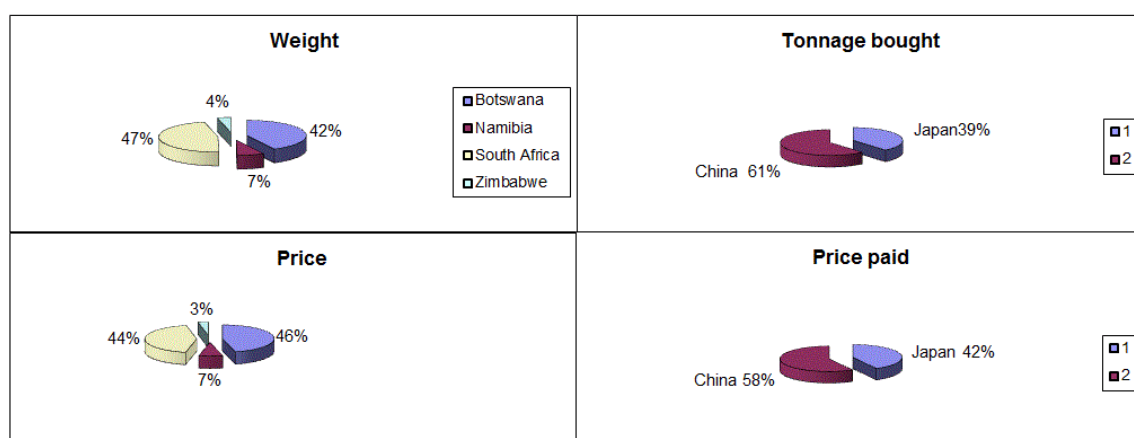 Weight
4%
47%
42%
7%
Botswana
Namibia
South Africa
Zimbabwe
Tonnage bought
Japan39%
China 61%
1
2
Price
3%
44%
46%
7%
Price paid
Japan 42%
China 58%
1
2